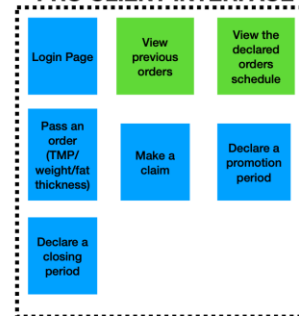 Login Page
View
previous
orders
View the
declared
orders
schedule
Pass an
order
(TMP/
weight/fat
thickness)
Make a
claim
Declare a
promotion
period
Declare a
closing
period